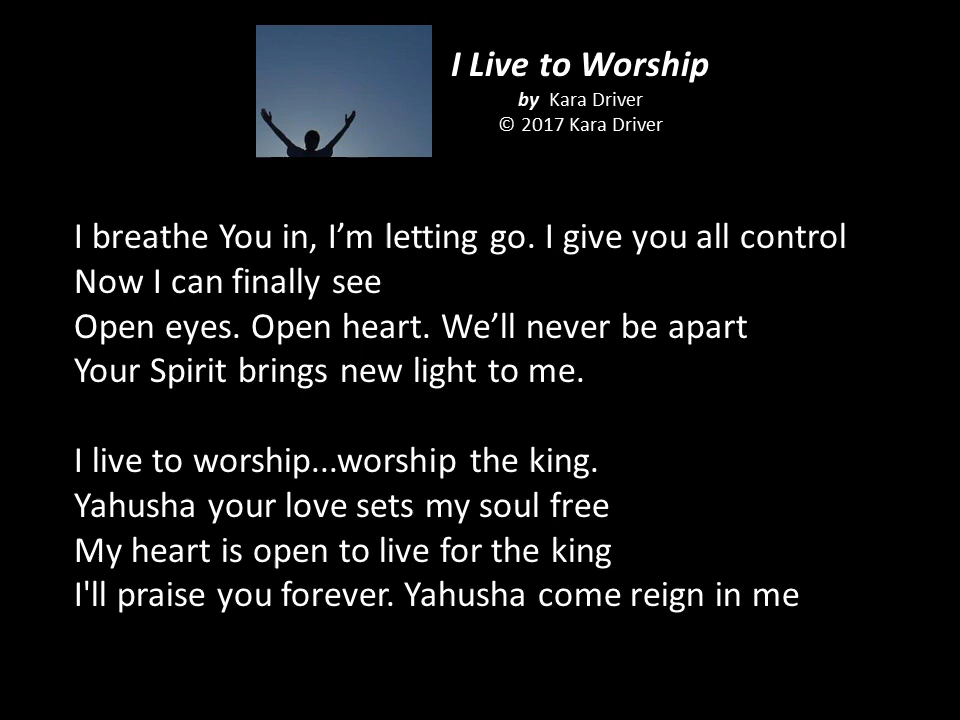 I Live to Worship
by Kara Driver
© 2017 Kara Driver
I breathe You in, I’m letting go. I give you all control
Now I can finally see
Open eyes. Open heart. We’ll never be apart
Your Spirit brings new light to me.
I live to worship...worship the king.
Yahusha your love sets my soul free
My heart is open to live for the king
I'll praise you forever. Yahusha come reign in me